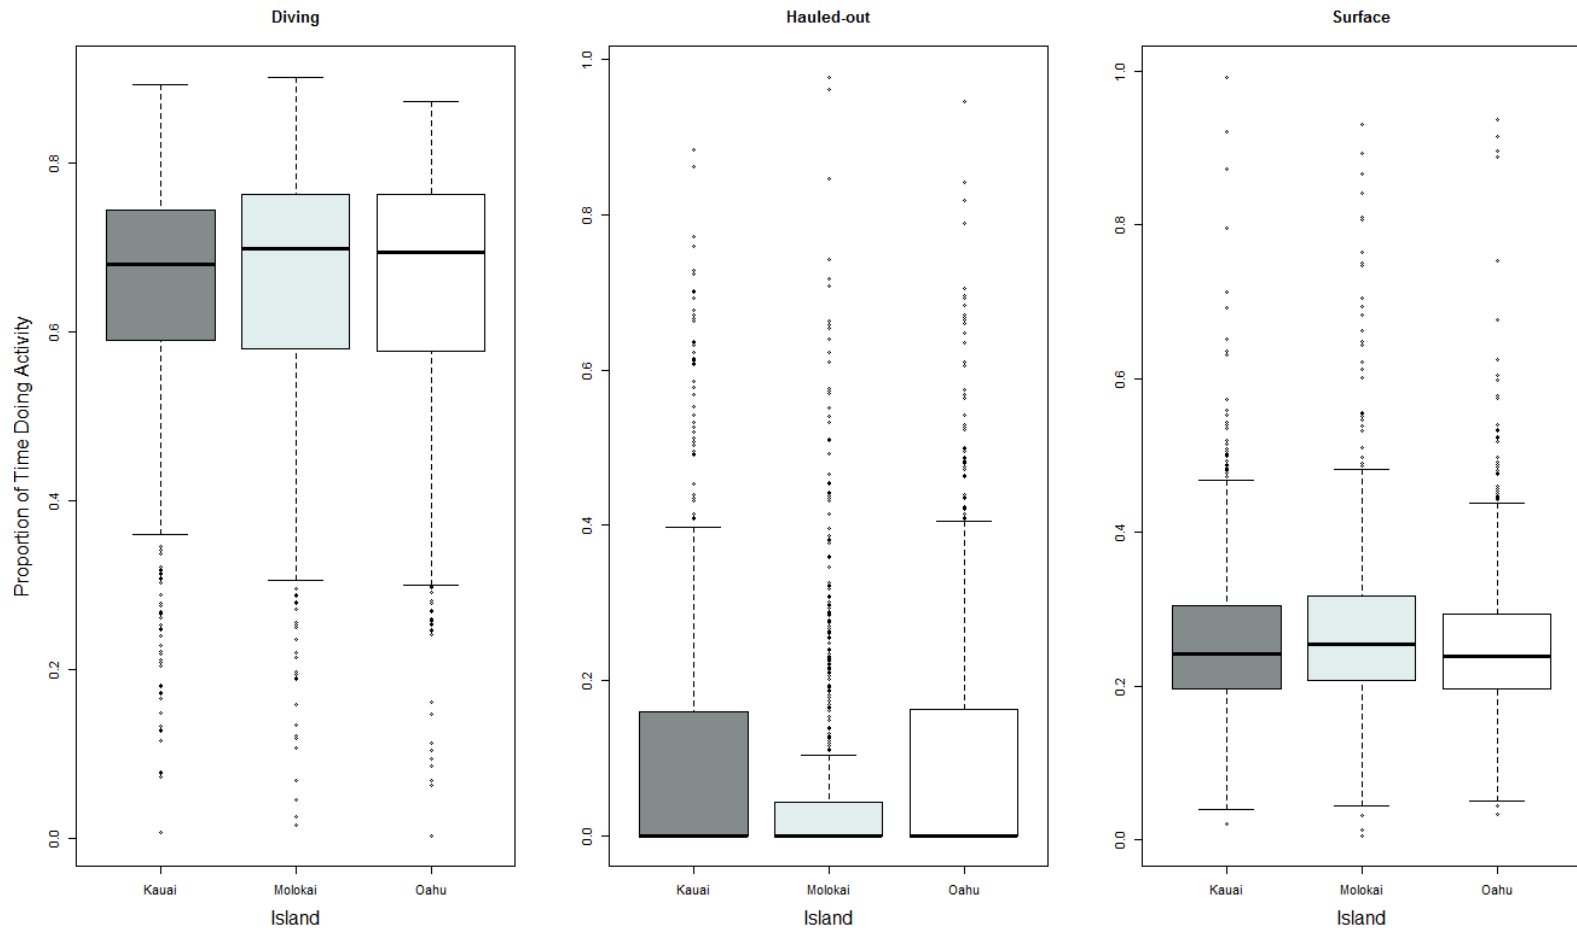 Diving
Hauled-out
Surface
Proportion of Time Doing Activity
0.0
0.2
0.4
0.6
0.8
Kauai
Molokai
Oahu
Island
0.0
0.2
0.4
0.6
0.8
1.0
Kauai
Molokai
Oahu
Island
0.0
0.2
0.4
0.6
0.8
1.0
Kauai
Molokai
Oahu
Island